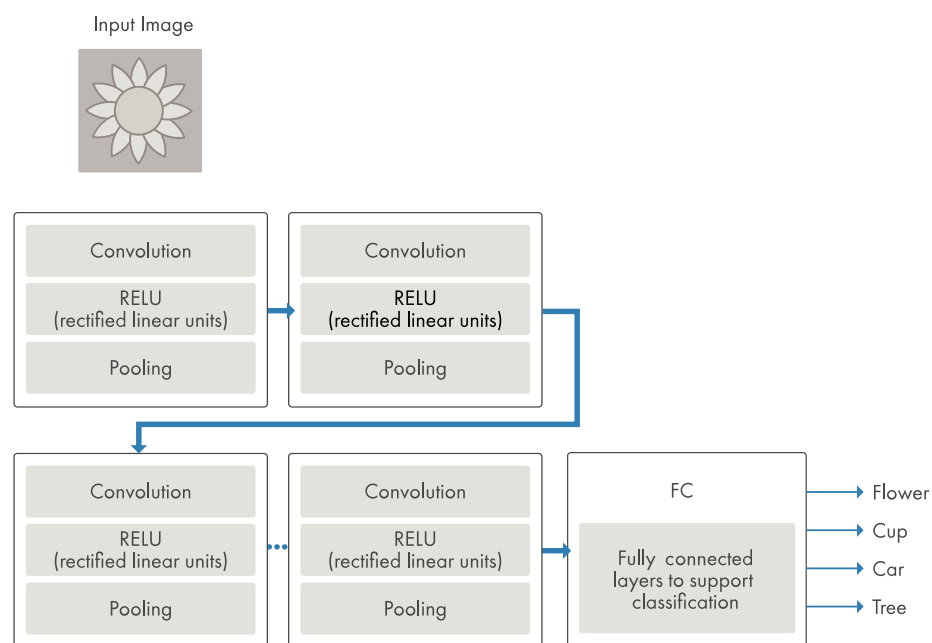 Input Image
Convolution
RELU
(rectified linear units)
Pooling
Convolution
RELU
(rectified linear units)
Pooling
Convolution
RELU
(rectified linear units)
Pooling
Convolution
RELU
(rectified linear units)
Pooling
FC
Fully connected
layers to support
classification
Flower
Cup
Car
Tree